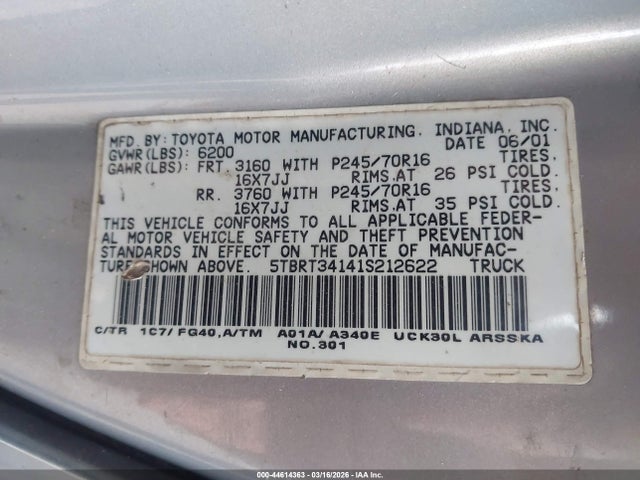 MFD. BY: TOYOTA MOTOR MANUFACTURING, INDIANA, INC.
GVWR(LBS): 6200 DATE 06/01
GAWR(LBS): FRT 3160 WITH P245/70R16 TIRES,
16X7JJ RIMS,AT 26 PSI COLD.
RR. 3760 WITH P245/70R16 TIRES,
16X7JJ RIMS,AT 35 PSI COLD.
THIS VEHICLE CONFORMS TO ALL APPLICABLE FEDER-
AL MOTOR VEHICLE SAFETY AND THEFT PREVENTION
STANDARDS IN EFFECT ON THE DATE OF MANUFAC-
TURE SHOWN ABOVE. 5TBRT34141S212622 TRUCK
C/TR 1C7/ FG40,A/TM A01A/ A340E UCK30L ARSSKA
NO.301
000-44614363 - 03/16/2026 - IAA Inc.